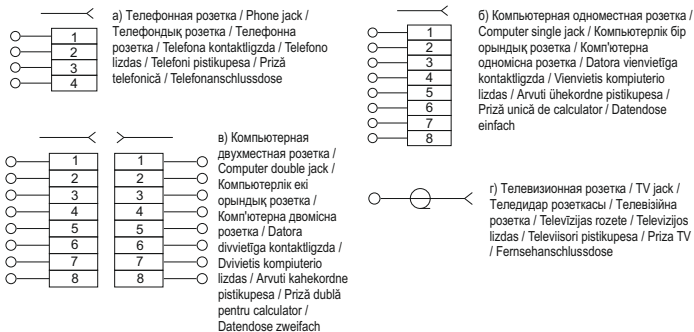 1
2
3
4
а) Телефонная розетка / Phone jack /
Телефондық розетка / Телефонна
розетка / Telefona kontaktligzda / Telefono
lizdas / Telefoni pistikupesa / Priză
telefonică / Telefonanschlussdose
1
2
3
4
5
6
7
8
б) Компьютерная одноместная розетка /
Computer single jack / Компьютерлік бір
орындық розетка / Комп'ютерна
одномісна розетка / Datora vienvietīga
kontaktligzda / Vienvietis kompiuterio
lizdas / Arvuti ühekordne pistikupesa /
Priză unică de calculator / Datendose
einfach
1 1
2 2
3 3
4 4
5 5
6 6
7 7
8 8
в) Компьютерная
двухместная розетка /
Computer double jack /
Компьютерлік екі
орындық розетка /
Комп'ютерна двомісна
розетка / Datora
divvietīga kontaktligzda /
Dvivietis kompiuterio
lizdas / Arvuti kahekordne
pistikupesa / Priză dublă
pentru calculator /
Datendose zweifach
г) Телевизионная розетка / TV jack /
Теледидар розеткасы / Телевізійна
розетка / Televīzijas rozete / Televizijos
lizdas / Televiisori pistikupesa / Priza TV
/ Fernsehanschlussdose